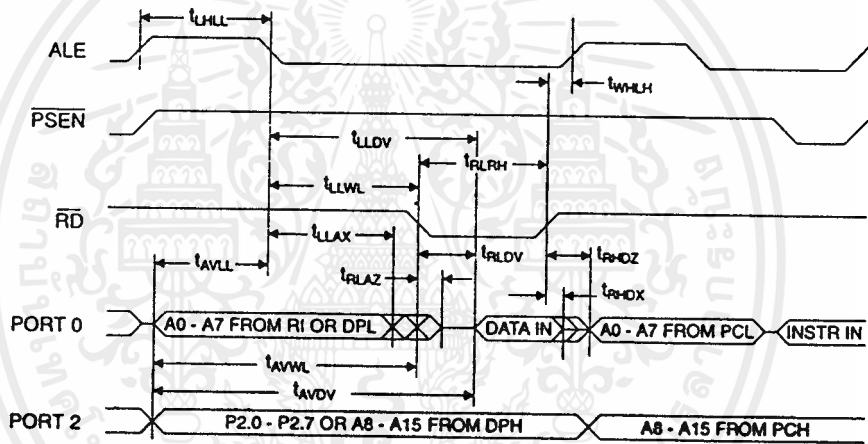 tLHLL
ALE
tWHLH
PSEN
tLLDV
tRLRH
tLLWL
RD
tLLAX
tRLDV
tRHDZ
tAVLL
tRLAZ
tRHDX
PORT 0
A0 - A7 FROM RI OR DPL
DATA IN
A0 - A7 FROM PCL
INSTR IN
tAVWL
tAVDV
PORT 2
P2.0 - P2.7 OR A8 - A15 FROM DPH
A8 - A15 FROM PCH